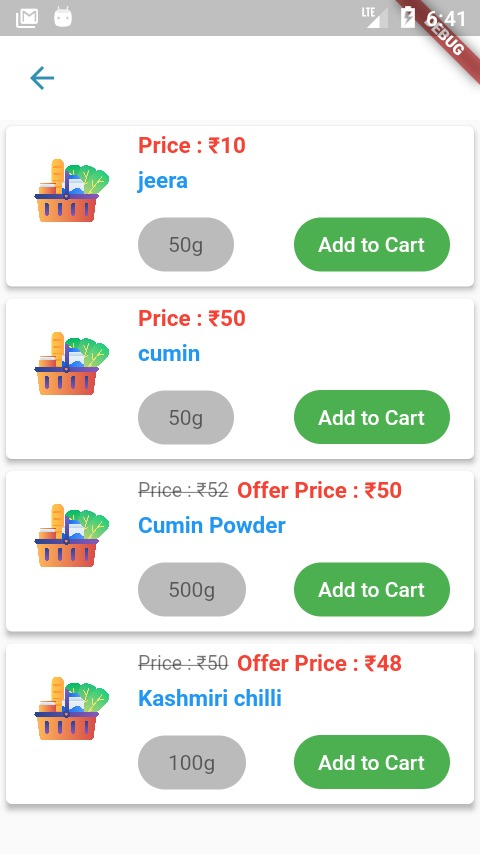 LTE 6:41
DEBUG
Price : ₹10
jeera
50g Add to Cart
Price : ₹50
cumin
50g Add to Cart
Price : ₹52 Offer Price : ₹50
Cumin Powder
500g Add to Cart
Price : ₹50 Offer Price : ₹48
Kashmiri chilli
100g Add to Cart